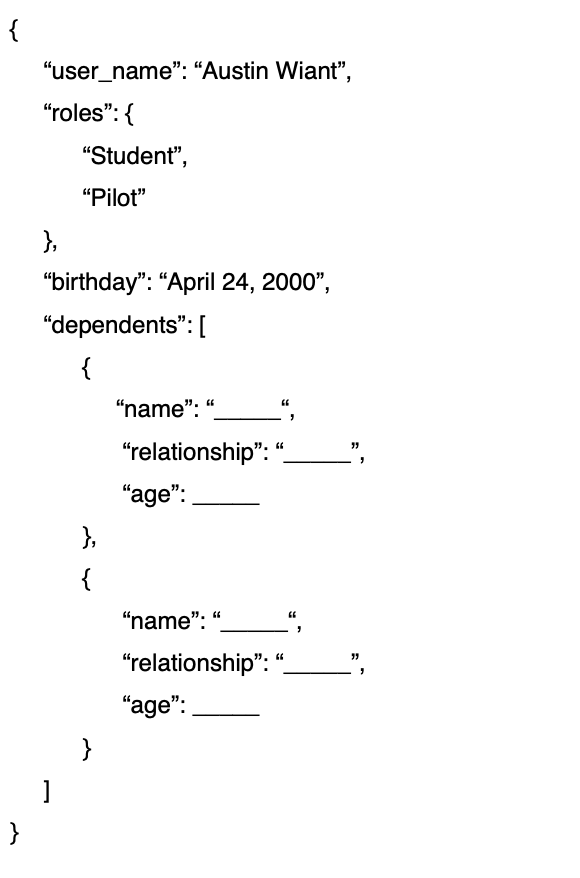 {
“user_name”: “Austin Wiant”,
“roles”: {
“Student”,
“Pilot”
},
“birthday”: “April 24, 2000”,
“dependents”: [
{
“name”: “_____“,
“relationship”: “_____”,
“age”: _____
},
{
“name”: “_____“,
“relationship”: “_____”,
“age”: _____
}
]
}